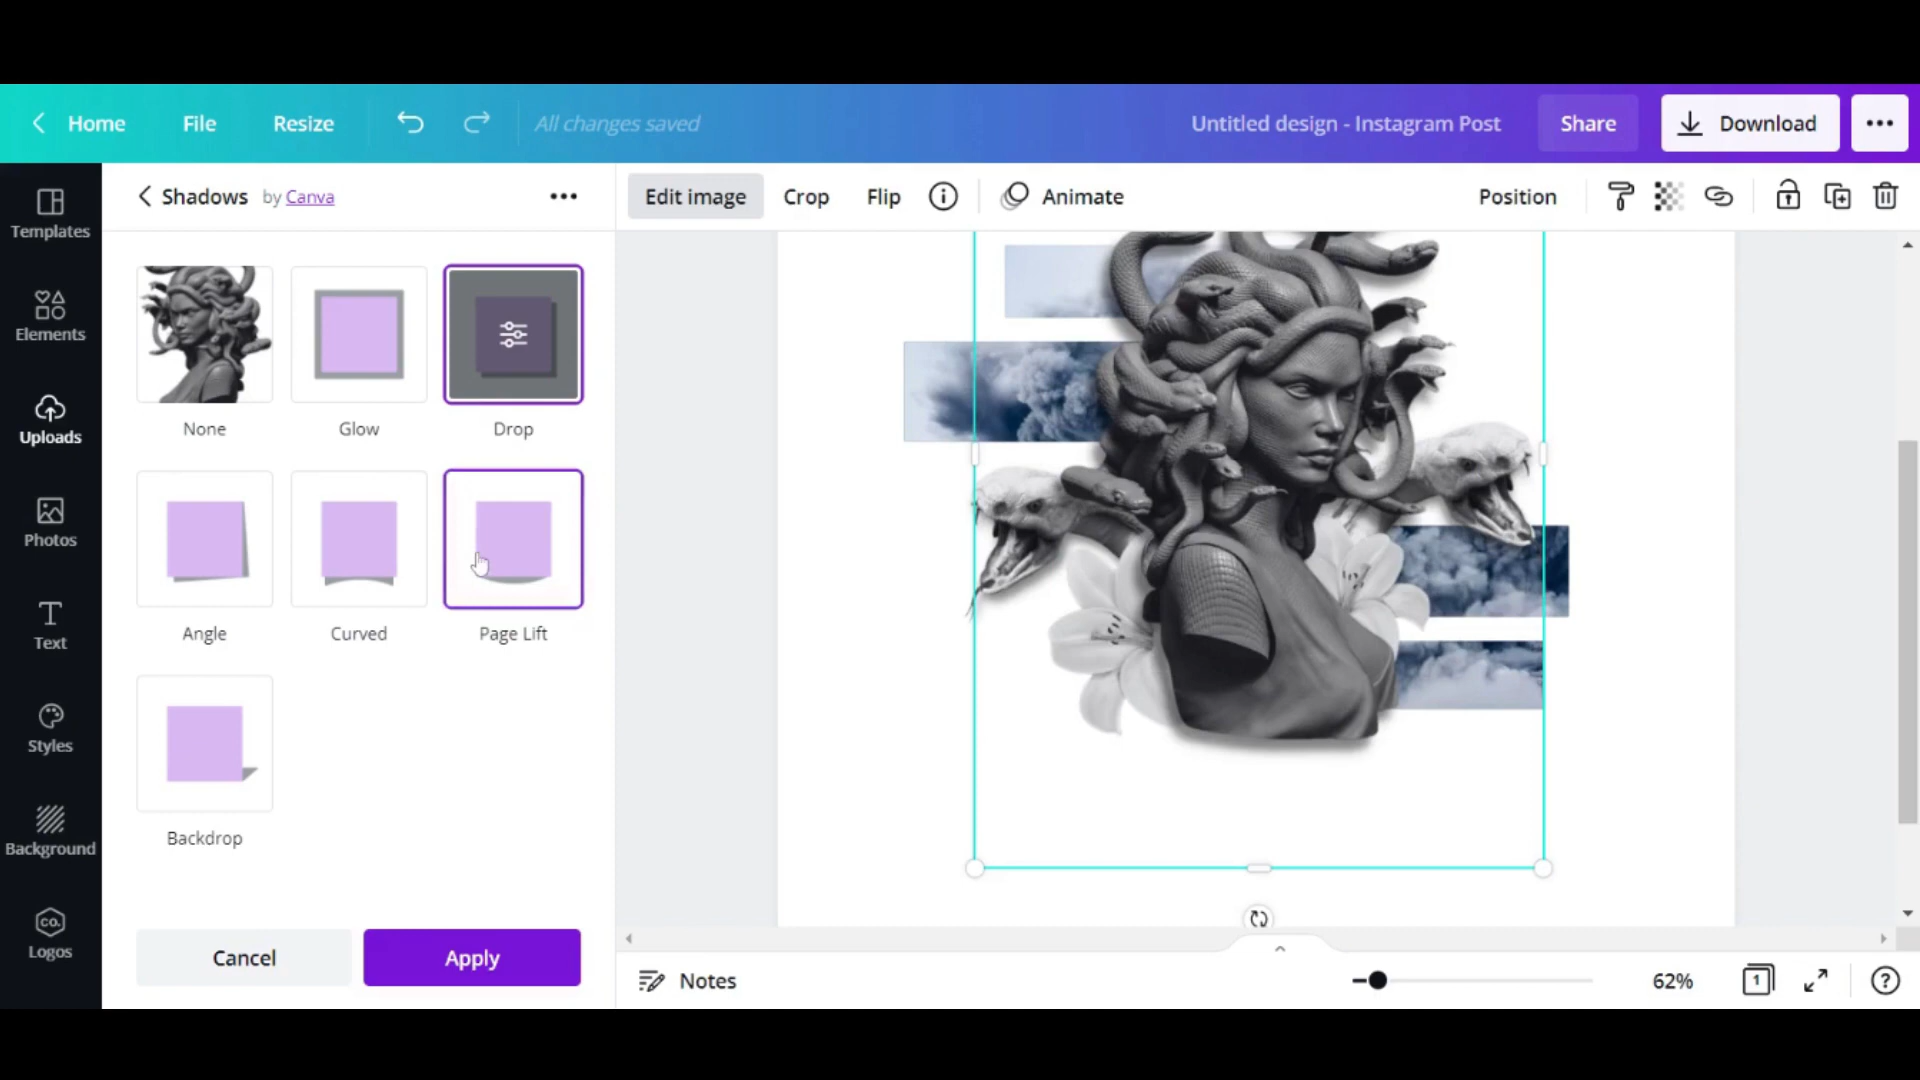 Home
File
Resize
All changes saved
Untitled design - Instagram Post
Share
Download
Shadows by Canva
Edit image
Crop
Flip
Animate
Position
Templates
Elements
Uploads
Photos
Text
Styles
Background
CO.
Logos
None
Glow
Drop
Angle
Curved
Page Lift
Backdrop
Cancel
Apply
Notes
62%
1